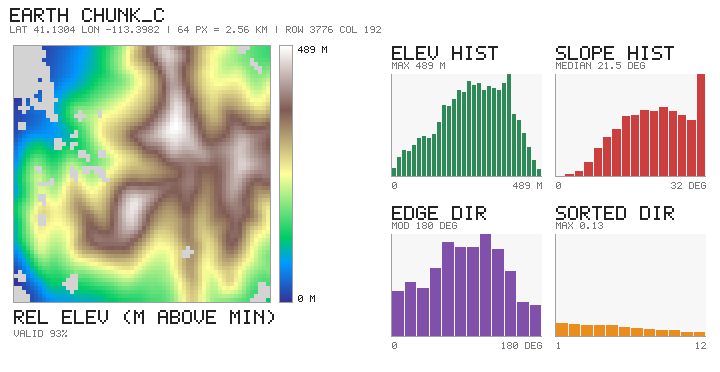 EARTH CHUNK_C
LAT 41.1304 LON -113.3982 | 64 PX = 2.56 KM | ROW 3776 COL 192
489 M
0 M
REL ELEV (M ABOVE MIN)
VALID 93%
ELEV HIST
MAX 489 M
0 489 M
SLOPE HIST
MEDIAN 21.5 DEG
0 32 DEG
EDGE DIR
MOD 180 DEG
0 180 DEG
SORTED DIR
MAX 0.13
1 12